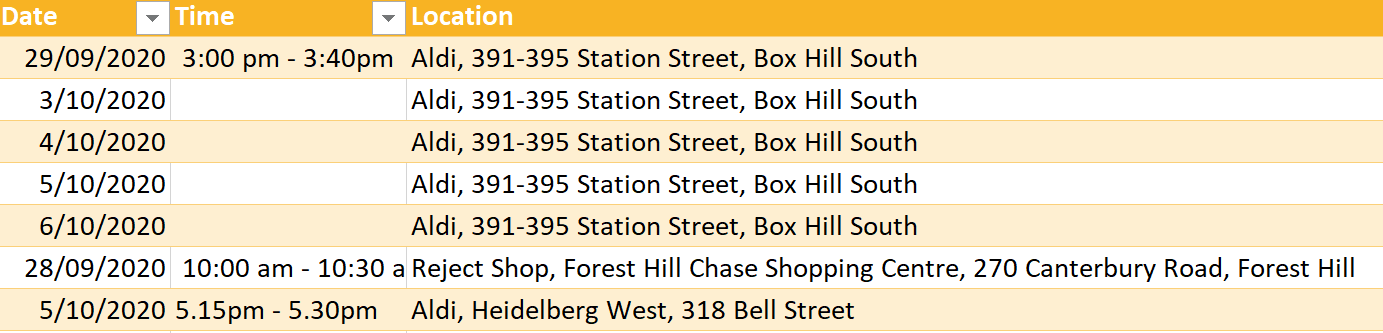 Date Time Location
29/09/2020 3:00 pm - 3:40pm Aldi, 391-395 Station Street, Box Hill South
3/10/2020 Aldi, 391-395 Station Street, Box Hill South
4/10/2020 Aldi, 391-395 Station Street, Box Hill South
5/10/2020 Aldi, 391-395 Station Street, Box Hill South
6/10/2020 Aldi, 391-395 Station Street, Box Hill South
28/09/2020 10:00 am - 10:30 a Reject Shop, Forest Hill Chase Shopping Centre, 270 Canterbury Road, Forest Hill
5/10/2020 5.15pm - 5.30pm Aldi, Heidelberg West, 318 Bell Street